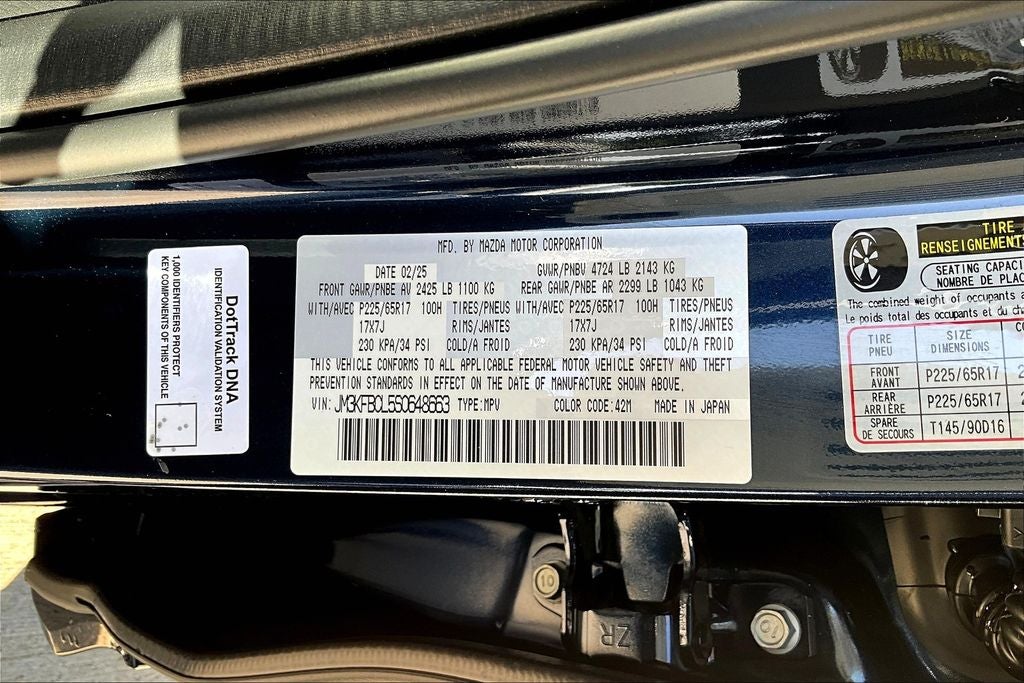 MFD. BY MAZDA MOTOR CORPORATION
DATE 02/25 GVWR/PNBV 4724 LB 2143 KG
FRONT GAWR/PNBE AV 2425 LB 1100 KG REAR GAWR/PNBE AR 2299 LB 1043 KG
WITH/AVEC P225/65R17 100H TIRES/PNEUS WITH/AVEC P225/65R17 100H TIRES/PNEUS
17X7J RIMS/JANTES 17X7J RIMS/JANTES
230 KPA/34 PSI COLD/A FROID 230 KPA/34 PSI COLD/A FROID
THIS VEHICLE CONFORMS TO ALL APPLICABLE FEDERAL MOTOR VEHICLE SAFETY AND THEFT
PREVENTION STANDARDS IN EFFECT ON THE DATE OF MANUFACTURE SHOWN ABOVE.
VIN: JM3KFBCL5S0648663 TYPE:MPV COLOR CODE:42M MADE IN JAPAN
DotTrack DNA
IDENTIFICATION VALIDATION SYSTEM
1,000 IDENTIFIERS PROTECT
KEY COMPONENTS OF THIS VEHICLE
TIRE
RENSEIGNEMENTS
SEATING CAPACI
NOMBRE DE PLAC
The combined weight of occupants a
Le poids total des occupants et du ch
TIRE
PNEU
SIZE
DIMENSIONS
FRONT
AVANT
P225/65R17
REAR
ARRIÈRE
P225/65R17
SPARE
DE SECOURS
T145/90D16
10
ZR